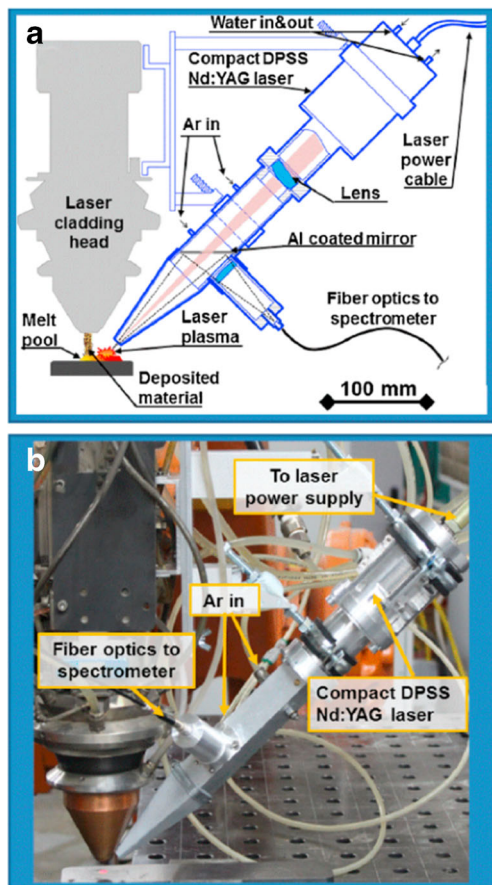 a
Water in&out
Compact DPSS
Nd:YAG laser
Ar in
Laser
power
cable
Lens
Laser
cladding
head
Al coated mirror
Laser
plasma
Fiber optics to
spectrometer
Melt
pool
Deposited
material
100 mm
b
To laser
power supply
Ar in
Fiber optics to
spectrometer
Compact DPSS
Nd:YAG laser